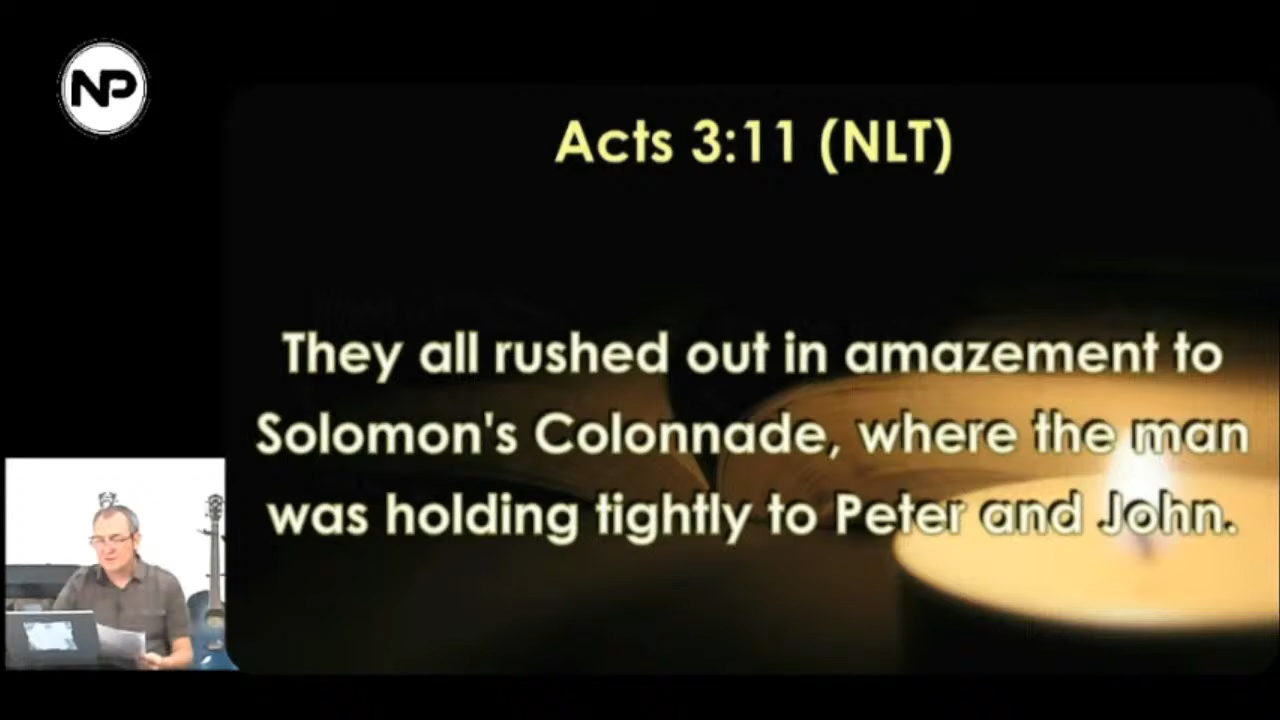 NP
Acts 3:11 (NLT)
They all rushed out in amazement to
Solomon's Colonnade, where the man
was holding tightly to Peter and John.